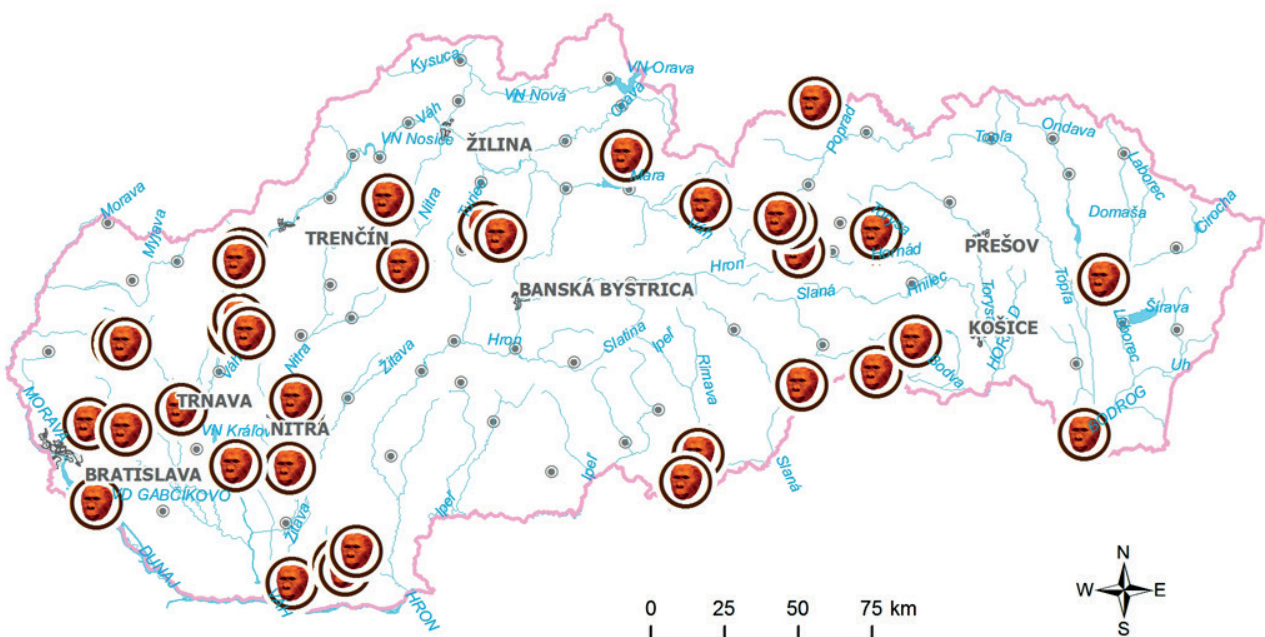 Kysuca
VN Orava
VN Nová
Orava
Váh
VN Nosice
ŽILINA
Poprad
Topľa
Ondava
Laborec
Mara
Turiec
Nitra
Morava
Myjava
Váh
Torysa
Domaša
Cirocha
TRENČÍN
PREŠOV
Hornád
Hron
BANSKÁ BYSTRICA
Slaná
Hnilec
Topľa
Torysa
Šírava
Laborec
KOŠICE
Hron
Slatina
Ipeľ
Žitava
Nitra
Váh
Rimava
Bodva
Uh
MORAVA
TRNAVA
NITRA
VN Kráľov
BODROG
BRATISLAVA
VD GABČÍKOVO
Ipeľ
Slaná
Žitava
Ipeľ
DUNAJ
VÁH
HRON
N
W E
S
0 25 50 75 km